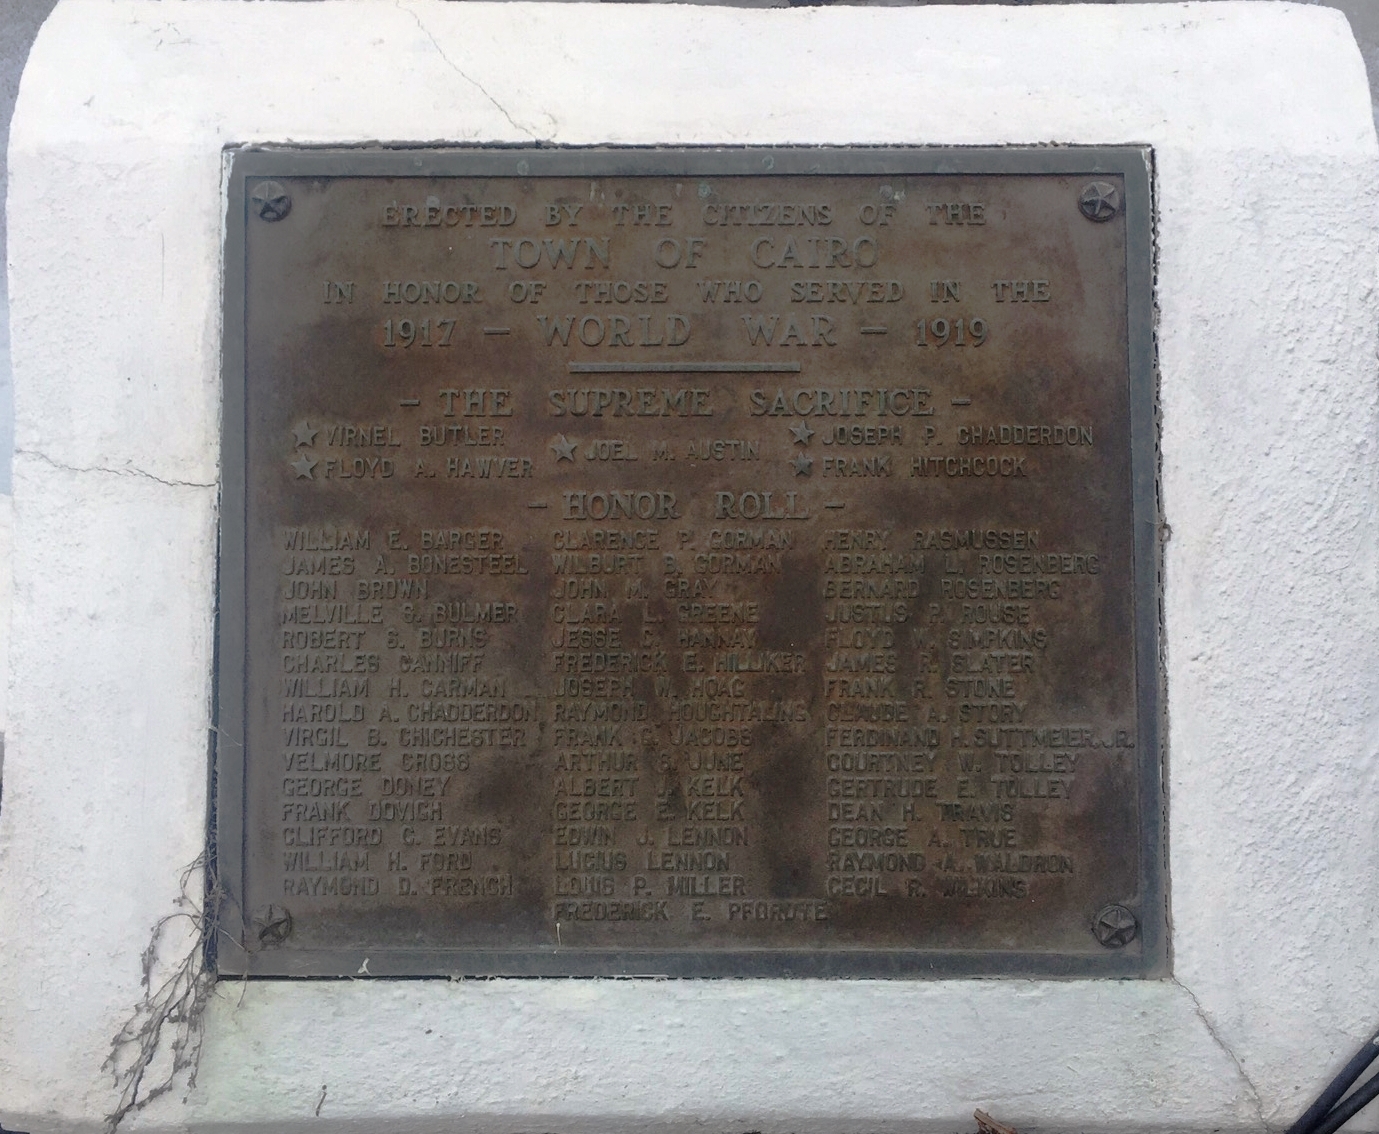 ERECTED BY THE CITIZENS OF THE
TOWN OF CAIRO
IN HONOR OF THOSE WHO SERVED IN THE
1917 — WORLD WAR — 1919
- THE SUPREME SACRIFICE -
VIRNEL BUTLER
FLOYD A. HAWVER
JOEL M. AUSTIN
JOSEPH P. CHADDERDON
FRANK HITCHCOCK
- HONOR ROLL -
WILLIAM E. BARGER
JAMES A. BONESTEEL
JOHN BROWN
MELVILLE S. BULMER
ROBERT S. BURNS
CHARLES CANNIFF
WILLIAM H. CARMAN
HAROLD A. CHADDERDON
VIRGIL B. CHICHESTER
VELMORE CROSS
GEORGE DONEY
FRANK DOVIGH
CLIFFORD C. EVANS
WILLIAM H. FORD
RAYMOND D. FRENCH
CLARENCE P. GORMAN
WILBURT B. GORMAN
JOHN M. GRAY
CLARA L. GREENE
JESSE C. HANNAY
FREDERICK E. HILLIKER
JOSEPH W. HOAG
RAYMOND HOUGHTALING
FRANK G. JACOBS
ARTHUR S. JUNE
ALBERT J. KELK
GEORGE E. KELK
EDWIN J. LENNON
LUCIUS LENNON
LOUIS P. MILLER
FREDERICK E. PFORDTE
HENRY RASMUSSEN
ABRAHAM L. ROSENBERG
BERNARD ROSENBERG
JUSTUS P. ROUSE
FLOYD W. SIMPKINS
JAMES R. SLATER
FRANK R. STONE
CLAUDE A. STORY
FERDINAND H. SUTTMEIER, JR.
COURTNEY W. TOLLEY
GERTRUDE E. TOLLEY
DEAN H. TRAVIS
GEORGE A. TRUE
RAYMOND A. WALDRON
CECIL R. WILKINS